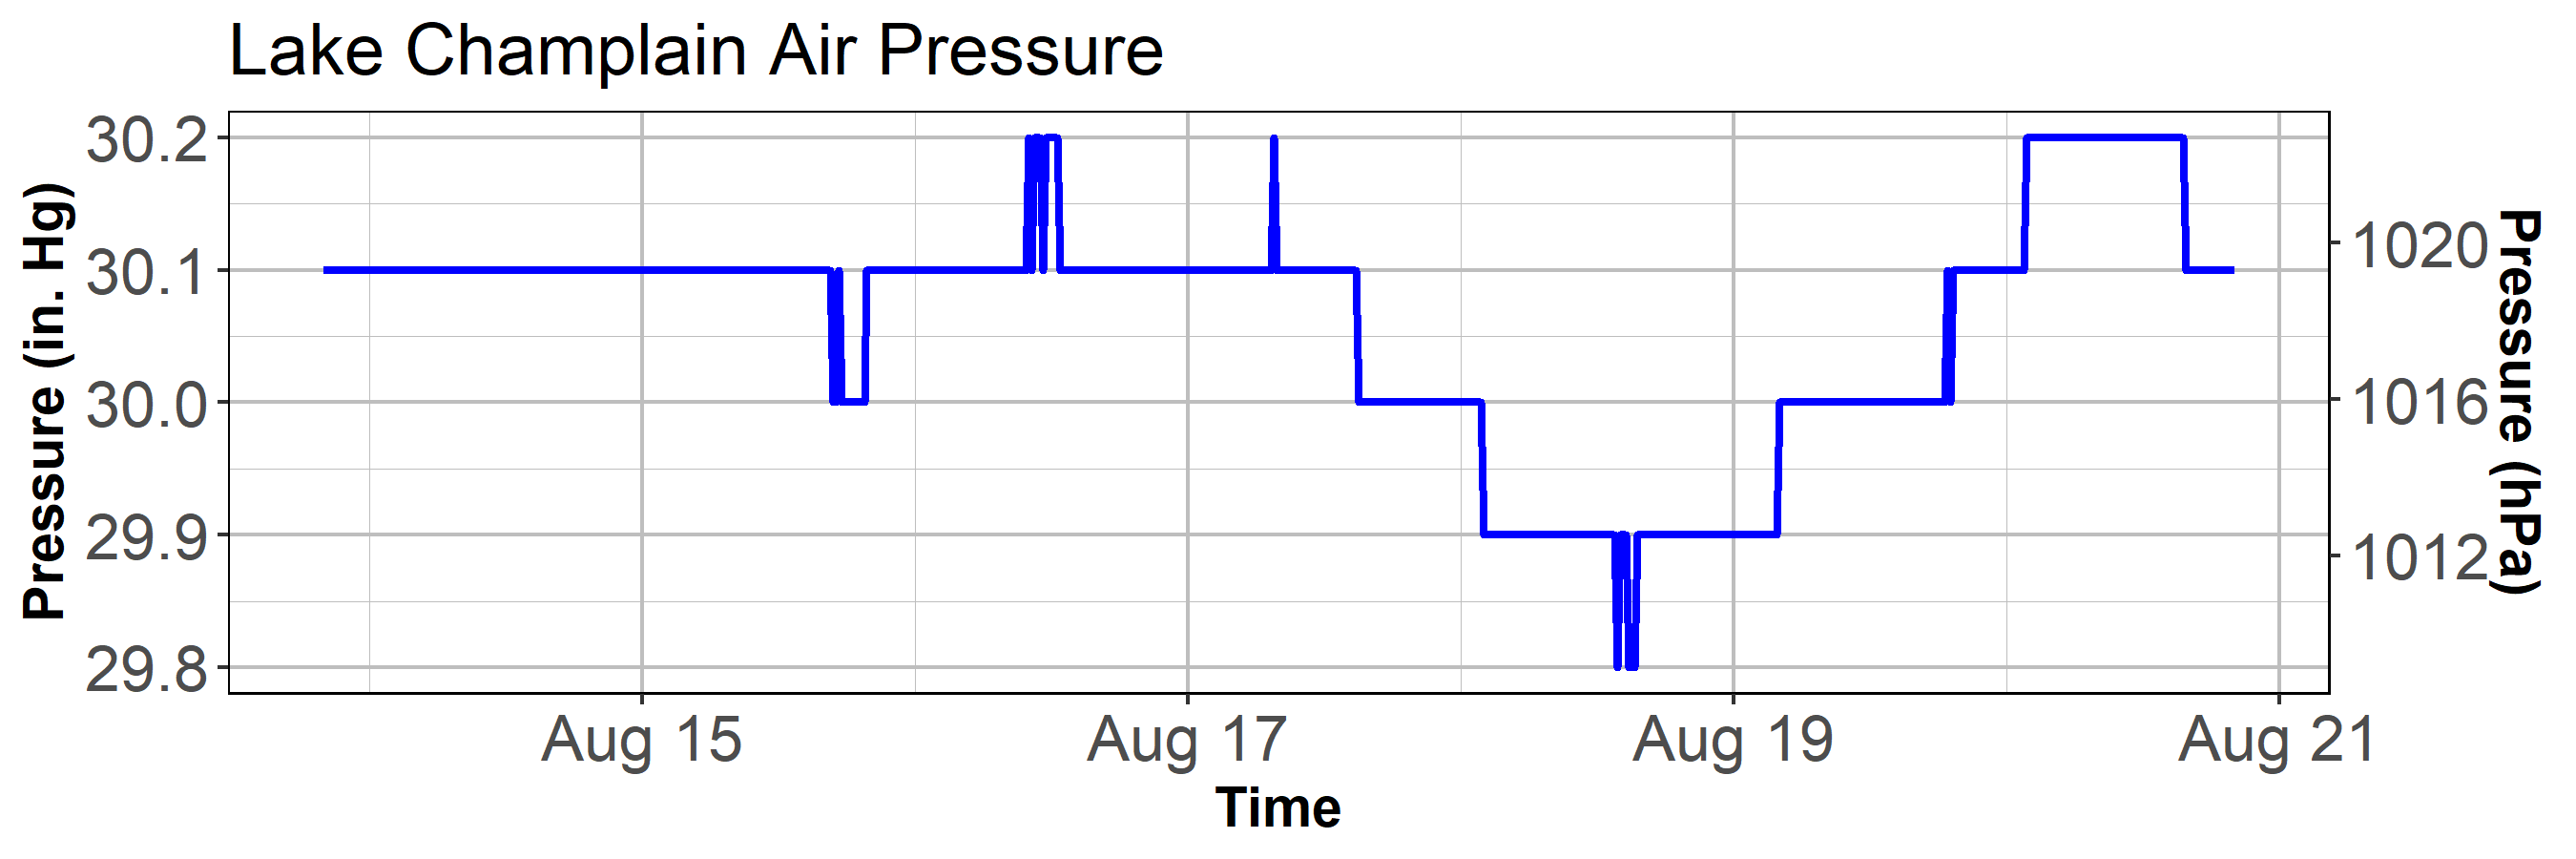 Lake Champlain Air Pressure
Pressure (in. Hg)
30.2
30.1
30.0
29.9
29.8
1020
1016
1012
Pressure (hPa)
Aug 15
Aug 17
Aug 19
Aug 21
Time